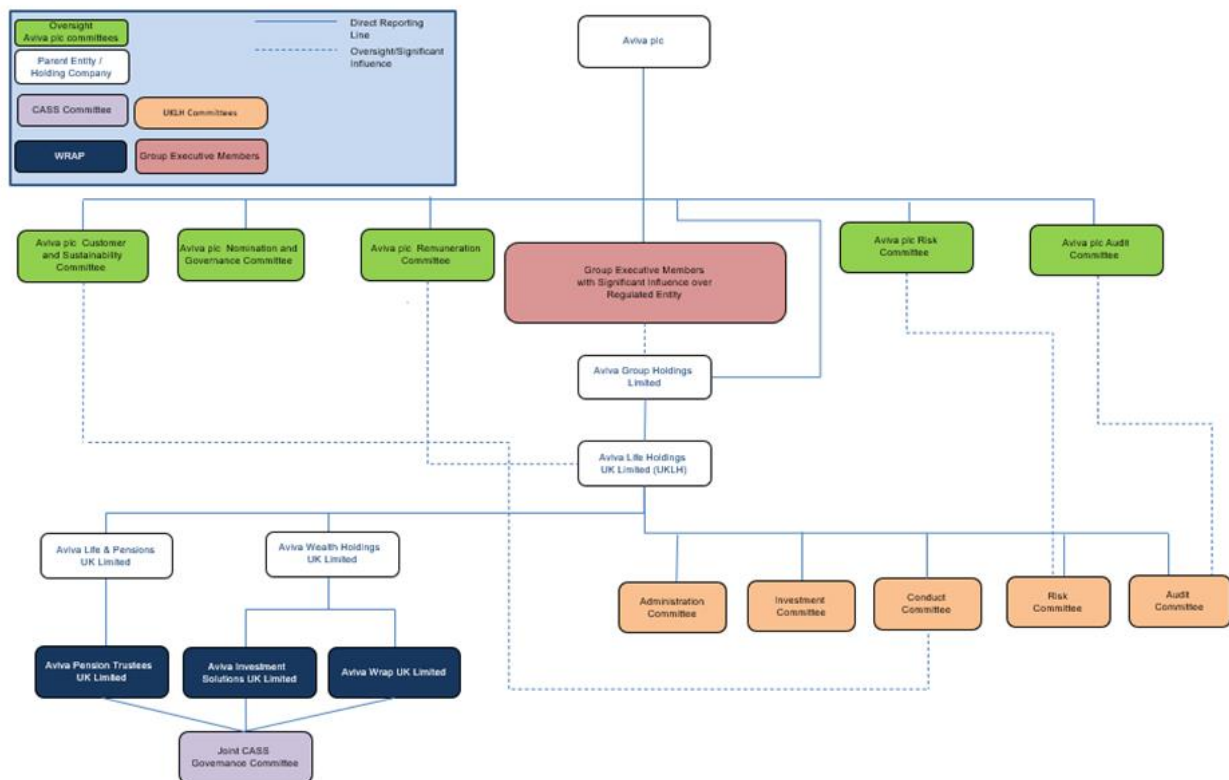 Oversight
Aviva plc committees
Parent Entity /
Holding Company
CASS Committee
UKLH Committees
WRAP
Group Executive Members
Direct Reporting
Line
Oversight/Significant
Influence
Aviva plc
Aviva plc Customer
and Sustainability
Committee
Aviva plc Nomination and
Governance Committee
Aviva plc Remuneration
Committee
Group Executive Members
with Significant Influence over
Regulated Entity
Aviva plc Risk
Committee
Aviva plc Audit
Committee
Aviva Group Holdings
Limited
Aviva Life Holdings
UK Limited (UKLH)
Aviva Life & Pensions
UK Limited
Aviva Wealth Holdings
UK Limited
Administration
Committee
Investment
Committee
Conduct
Committee
Risk
Committee
Audit
Committee
Aviva Pension Trustees
UK Limited
Aviva Investment
Solutions UK Limited
Aviva Wrap UK Limited
Joint CASS
Governance Committee